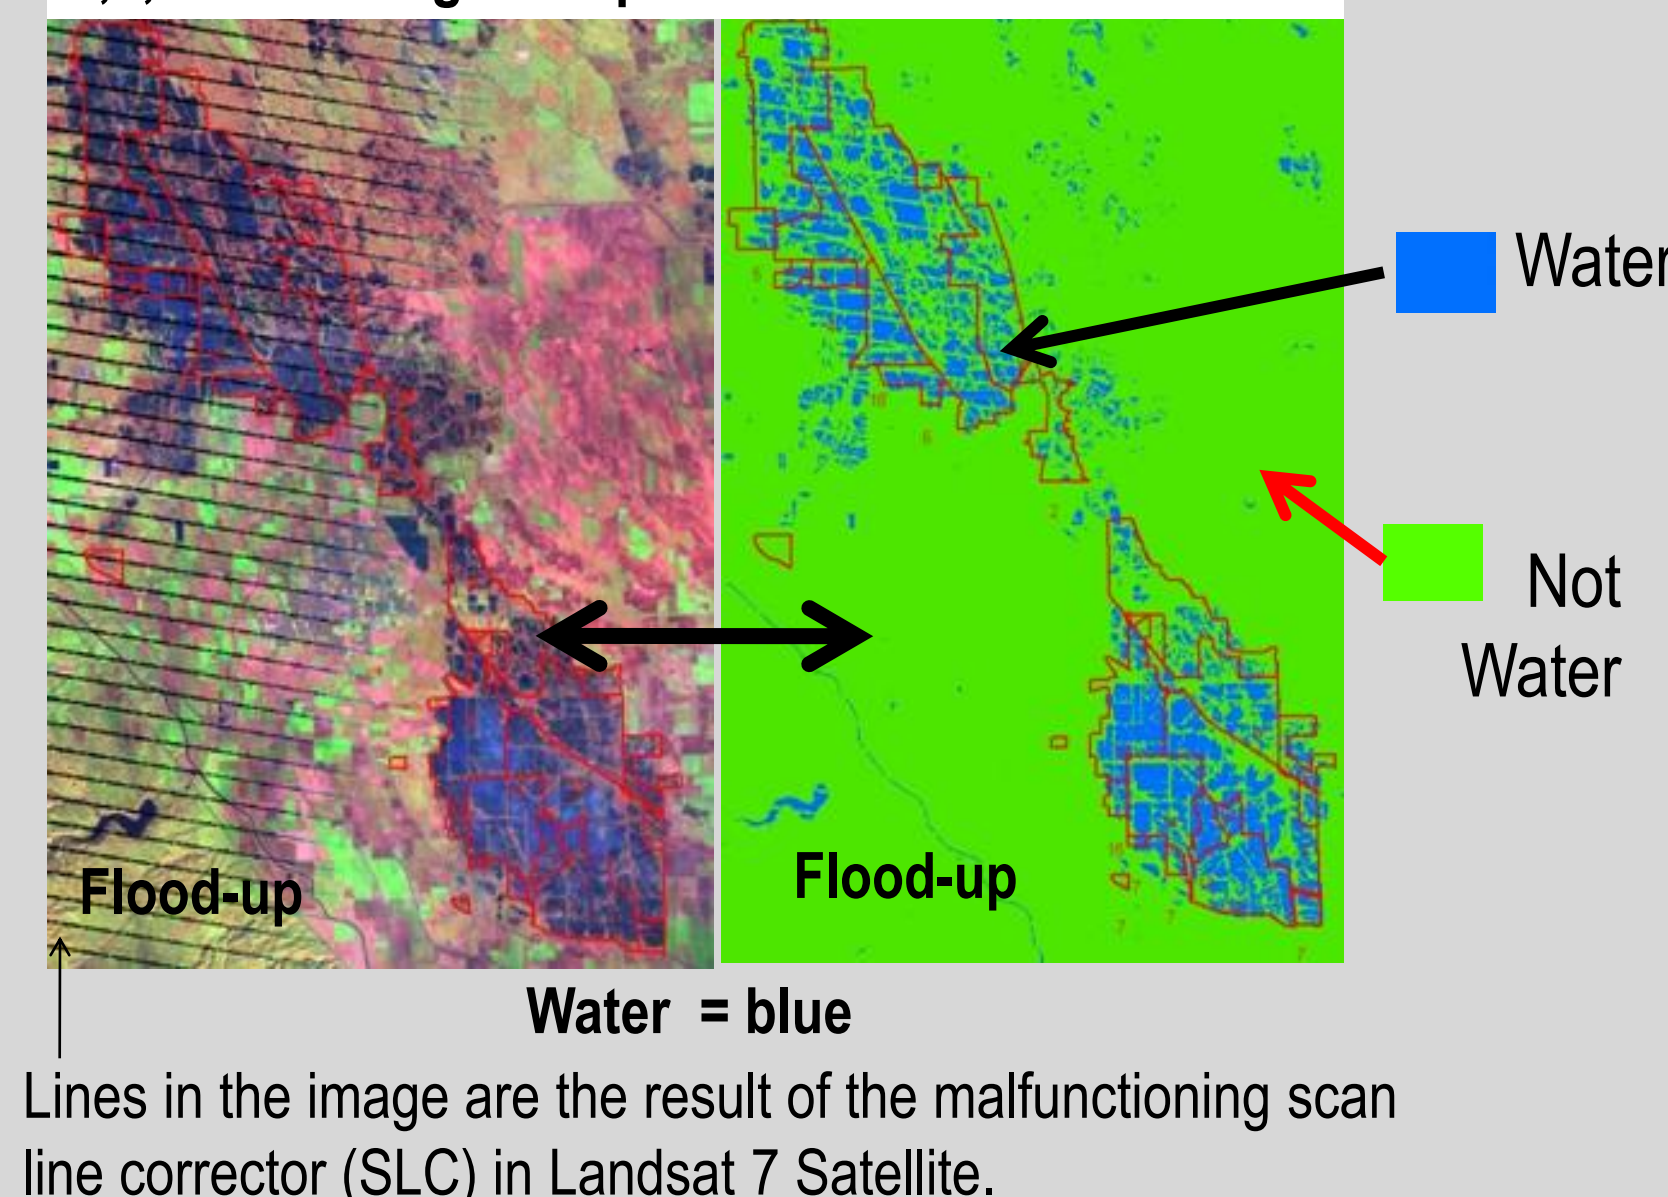 Water
Not
Water
Flood-up
Flood-up
Water = blue
Lines in the image are the result of the malfunctioning scan
line corrector (SLC) in Landsat 7 Satellite.